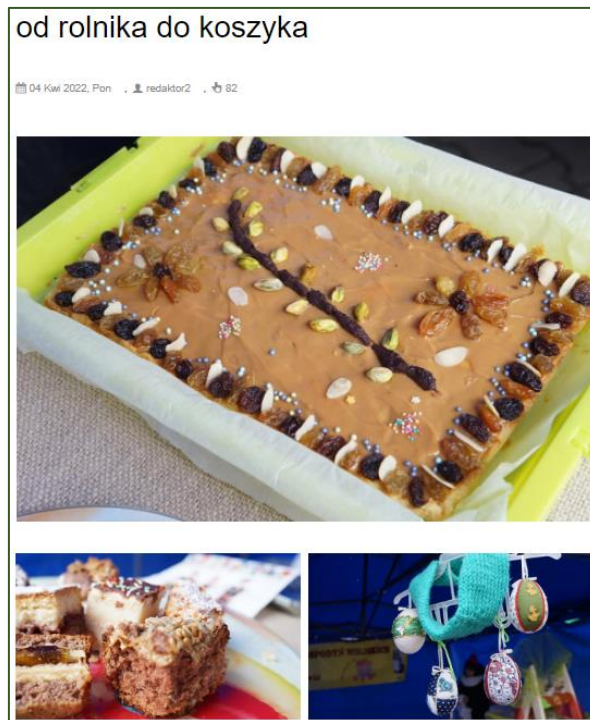 od rolnika do koszyka
04 Kwi 2022, Pon , redaktor2 , 82